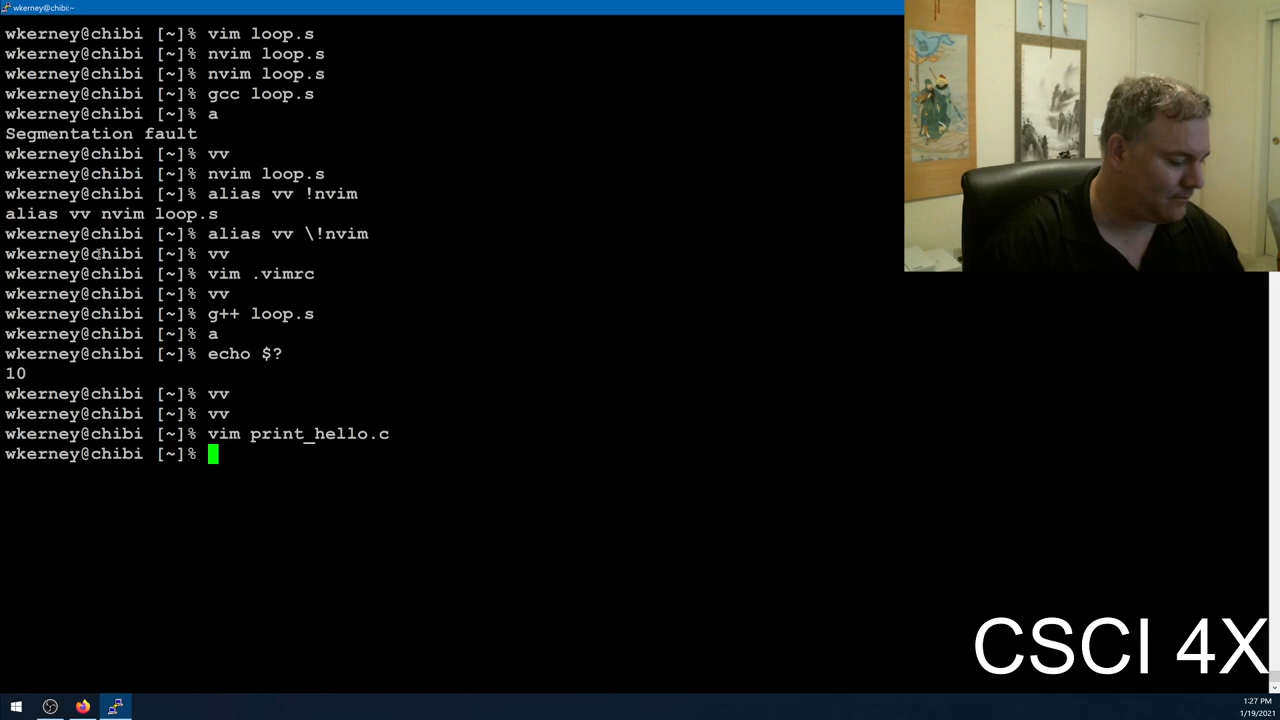 wkerney@chibi:~
wkerney@chibi [~]% vim loop.s
wkerney@chibi [~]% nvim loop.s
wkerney@chibi [~]% nvim loop.s
wkerney@chibi [~]% gcc loop.s
wkerney@chibi [~]% a
Segmentation fault
wkerney@chibi [~]% vv
wkerney@chibi [~]% nvim loop.s
wkerney@chibi [~]% alias vv !nvim
alias vv nvim loop.s
wkerney@chibi [~]% alias vv \!nvim
wkerney@chibi [~]% vv
wkerney@chibi [~]% vim .vimrc
wkerney@chibi [~]% vv
wkerney@chibi [~]% g++ loop.s
wkerney@chibi [~]% a
wkerney@chibi [~]% echo $?
10
wkerney@chibi [~]% vv
wkerney@chibi [~]% vv
wkerney@chibi [~]% vim print_hello.c
wkerney@chibi [~]%
CSCI 4X
1:27 PM
1/19/2021